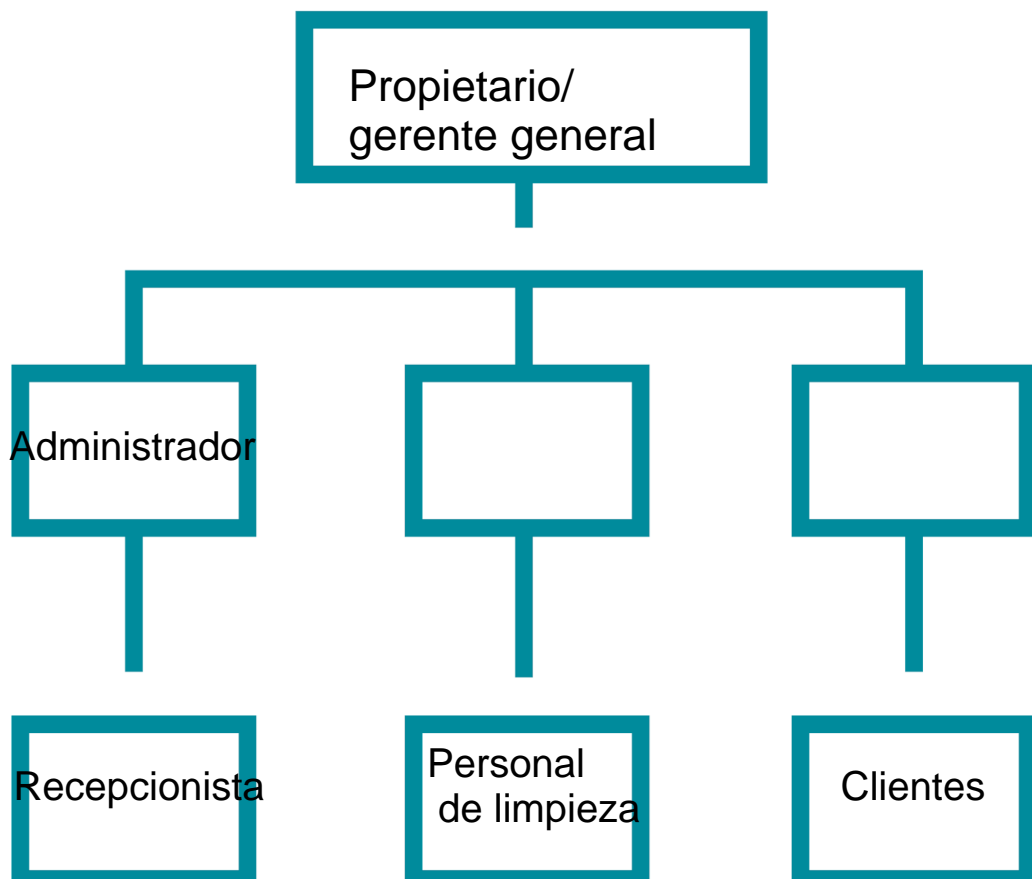 Propietario/
gerente general
Administrador
Recepcionista
Personal
de limpieza
Clientes